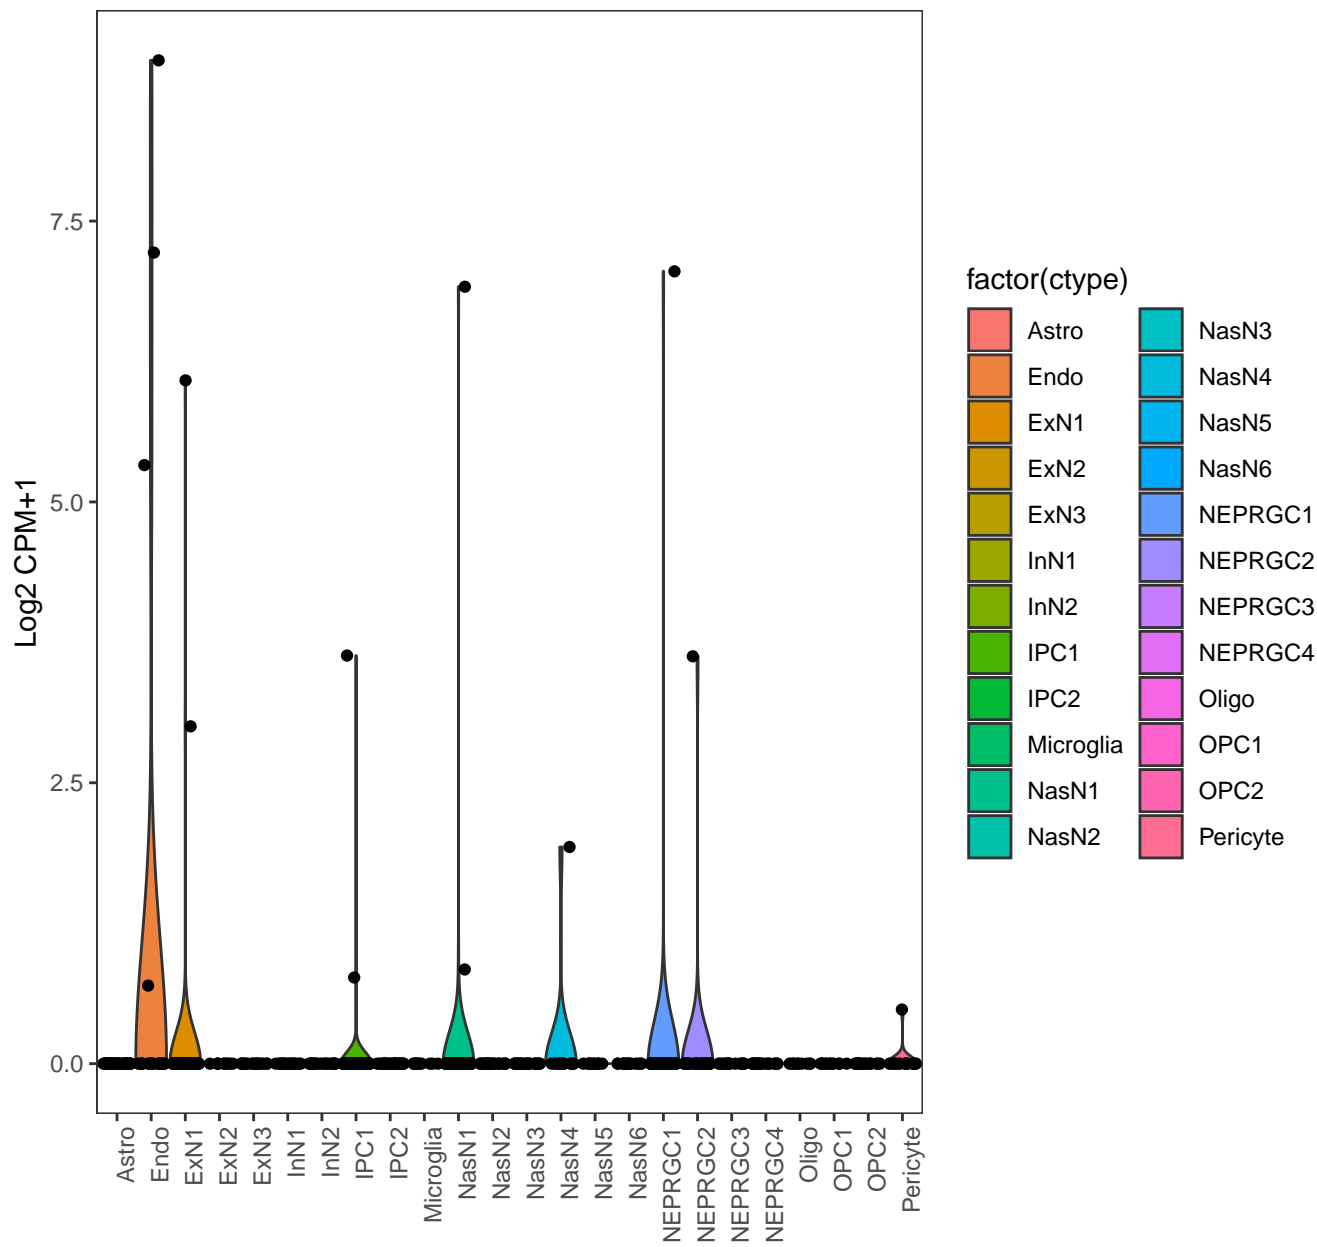 7.5
5.0
2.5
0.0
Log2 CPM+1
Astro
Endo
ExN1
ExN2
ExN3
InN1
InN2
IPC1
IPC2
Microglia
NasN1
NasN2
NasN3
NasN4
NasN5
NasN6
NEPRGC1
NEPRGC2
NEPRGC3
NEPRGC4
Oligo
OPC1
OPC2
Pericyte
factor(ctype)
Astro
Endo
ExN1
ExN2
ExN3
InN1
InN2
IPC1
IPC2
Microglia
NasN1
NasN2
NasN3
NasN4
NasN5
NasN6
NEPRGC1
NEPRGC2
NEPRGC3
NEPRGC4
Oligo
OPC1
OPC2
Pericyte